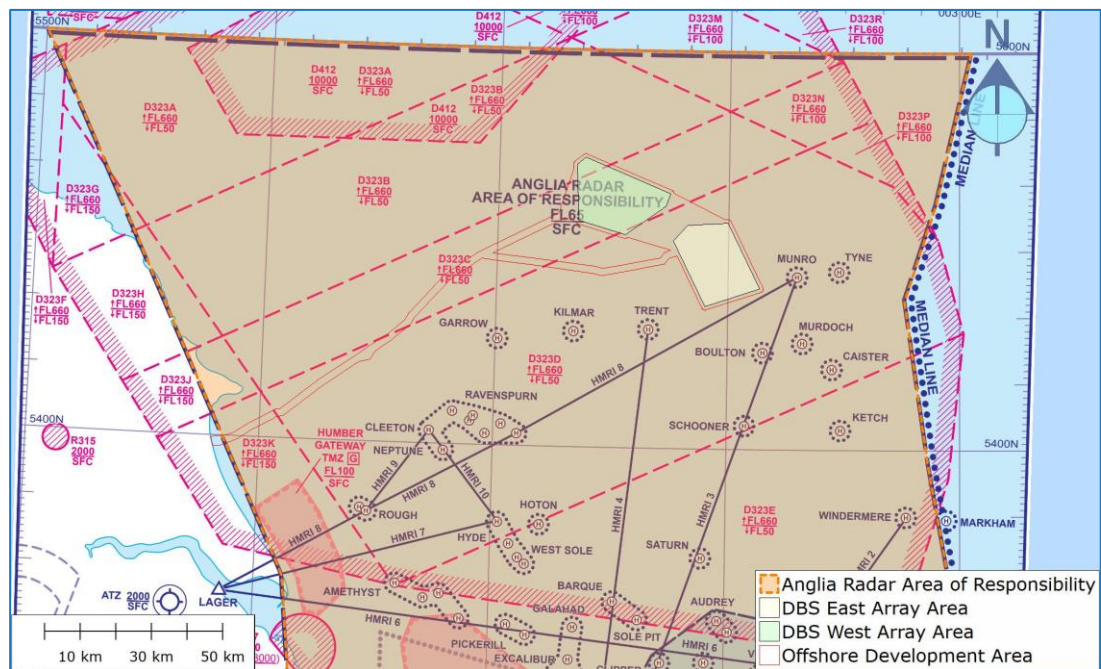 5500N
D412
10000
SFC
↓FL50
↓FL100
D323M
↑FL660
↓FL100
D323R
↑FL660
↓FL100
003 00E
N
5500N
D323A
↑FL660
↓FL50
D412
10000
SFC
D323A
↑FL660
↓FL50
D412
10000
SFC
D323B
↑FL660
↓FL50
D323N
↑FL660
↓FL100
D323P
↑FL660
↓FL100
MEDIAN LINE
MEDIAN LINE
D323G
↑FL660
↓FL150
D323B
↑FL660
↓FL50
ANGLIA RADAR
AREA OF RESPONSIBILITY
FL65
SFC
D323F
↑FL660
↓FL150
D323H
↑FL660
↓FL150
D323C
↑FL660
↓FL50
MUNRO
TYNE
GARROW
KILMAR
TRENT
MURDOCH
BOULTON
CAISTER
MEDIAN LINE
D323J
↑FL660
↓FL150
D323D
↑FL660
↓FL50
HMRI 8
RAVENSPURN
5400N
R315
2000
SFC
D323K
↑FL660
↓FL150
HUMBER
GATEWAY
TMZ G
FL100
SFC
CLEETON
NEPTUNE
SCHOONER
KETCH
5400N
HMRI 9
HMRI 8
HMRI 10
ROUGH
HOTON
HMRI 4
HMRI 3
D323E
↑FL660
↓FL50
WINDERMERE
MARKHAM
HMRI 8
HMRI 7
HYDE
WEST SOLE
SATURN
HMRI 2
ATZ 2000
SFC
LAGER
AMETHYST
BARQUE
AUDREY
HMRI 6
GALAHAD
SOLE PIT
PICKERILL
HMRI 6
EXCALIBUR
CLIPPER
10 km 30 km 50 km
Anglia Radar Area of Responsibility
DBS East Array Area
DBS West Array Area
Offshore Development Area